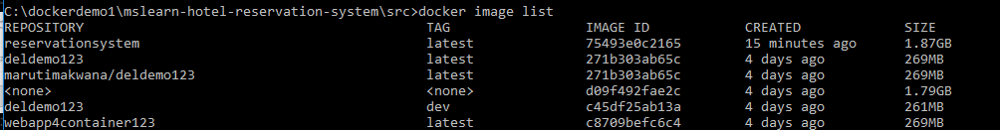 C:\dockerdemo1\mslearn-hotel-reservation-system\src>docker image list
REPOSITORY TAG IMAGE ID CREATED SIZE
reservationsystem latest 75493e0c2165 15 minutes ago 1.87GB
deldemo123 latest 271b303ab65c 4 days ago 269MB
marutimakwana/deldemo123 latest 271b303ab65c 4 days ago 269MB
<none> <none> d09f492fae2c 4 days ago 1.79GB
deldemo123 dev c45df25ab13a 4 days ago 261MB
webapp4container123 latest c8709befc6c4 4 days ago 269MB